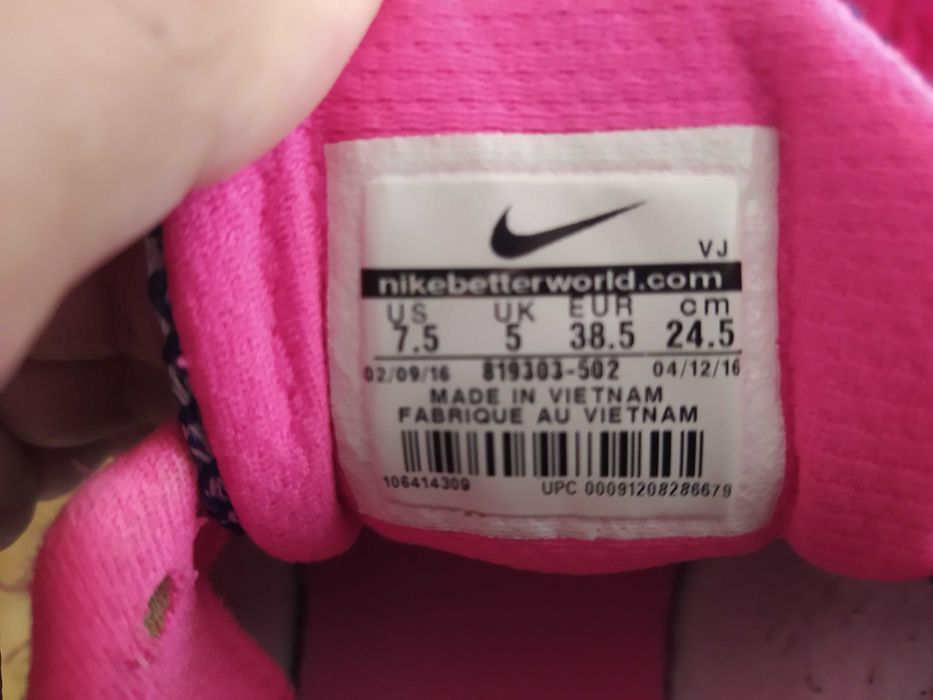 VJ
nikebetterworld.com
US UK EUR cm
7.5 5 38.5 24.5
02/09/16 819303-502 04/12/16
MADE IN VIETNAM
FABRIQUE AU VIETNAM
106414309 UPC 00091208286679